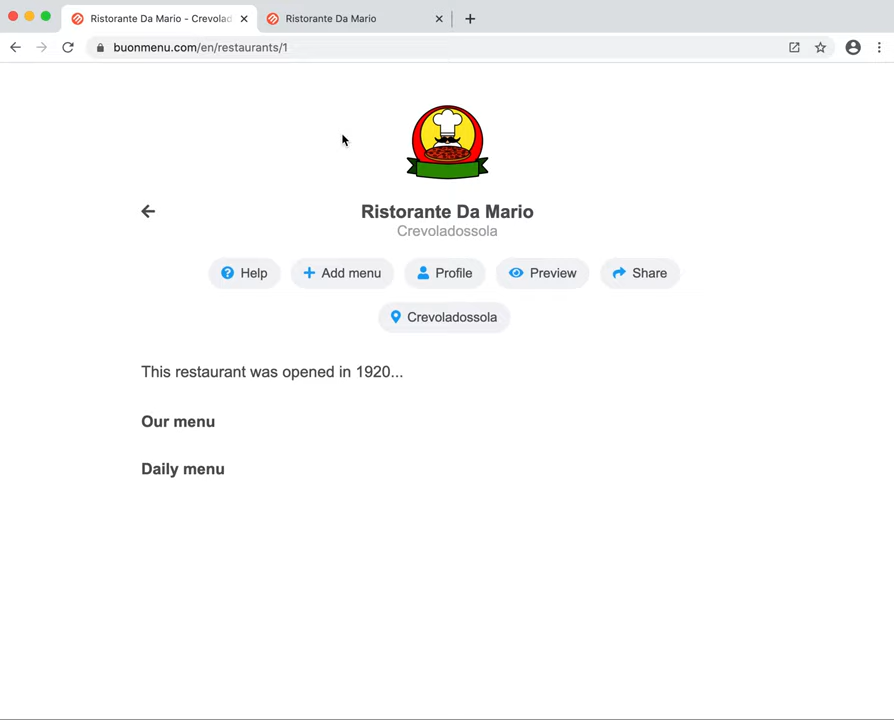 Ristorante Da Mario - Crevolad
Ristorante Da Mario
buonmenu.com/en/restaurants/1
Ristorante Da Mario
Crevoladossola
Help
Add menu
Profile
Preview
Share
Crevoladossola
This restaurant was opened in 1920...
Our menu
Daily menu